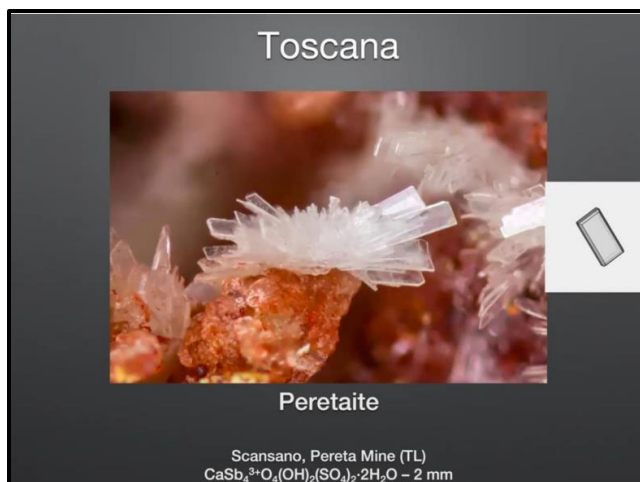 Toscana
Peretaite
Scansano, Pereta Mine (TL)
CaSb₄³⁺O₄(OH)₂(SO₄)₂·2H₂O – 2 mm